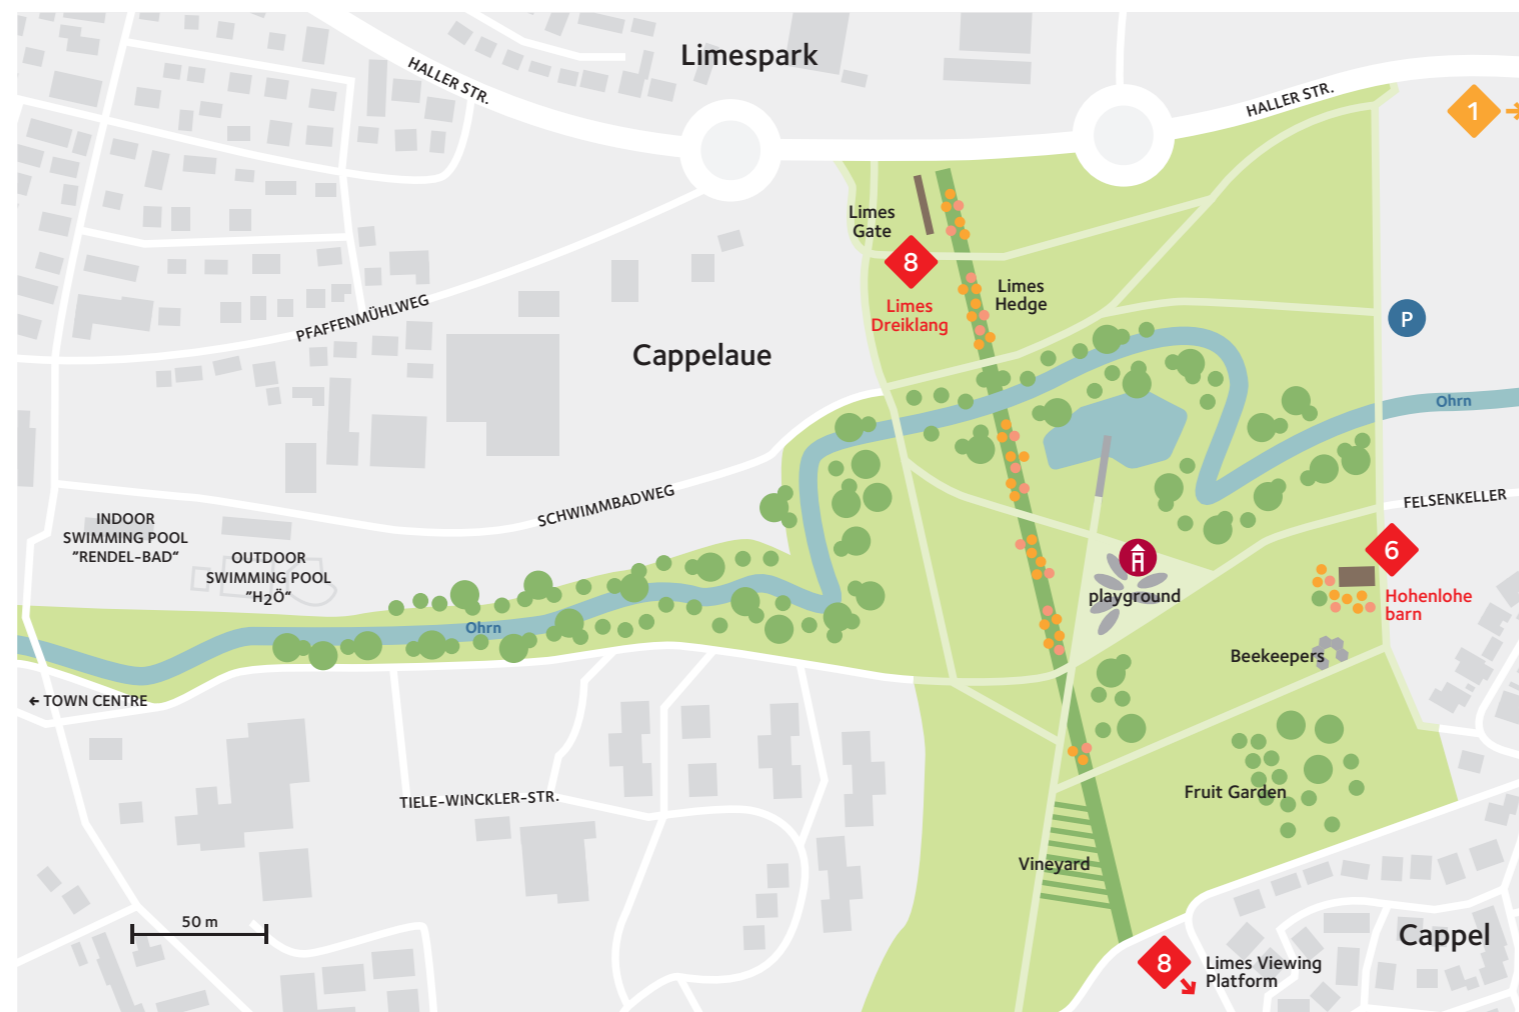 Limespark
HALLER STR.
HALLER STR.
1
Limes
Gate
8
Limes
Dreiklang
Limes
Hedge
P
PFAFFENMÜHLWEG
Cappelaue
Ohrn
SCHWIMMBADWEG
FELSENKELLER
INDOOR
SWIMMING POOL
"RENDEL-BAD"
OUTDOOR
SWIMMING POOL
"H2Ö"
6
playground
Hohenlohe
barn
Ohrn
Beekeepers
← TOWN CENTRE
TIELE-WINCKLER-STR.
Fruit Garden
Vineyard
50 m
Cappel
8
Limes Viewing
Platform